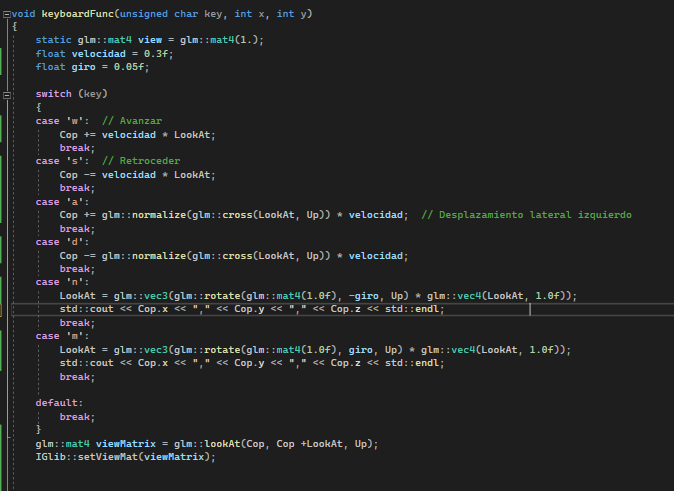 void keyboardFunc(unsigned char key, int x, int y)
{
static glm::mat4 view = glm::mat4(1.);
float velocidad = 0.3f;
float giro = 0.05f;
switch (key)
{
case 'w':  // Avanzar
Cop += velocidad * LookAt;
break;
case 's':  // Retroceder
Cop -= velocidad * LookAt;
break;
case 'a':
Cop += glm::normalize(glm::cross(LookAt, Up)) * velocidad;  // Desplazamiento lateral izquierdo
break;
case 'd':
Cop -= glm::normalize(glm::cross(LookAt, Up)) * velocidad;
break;
case 'n':
LookAt = glm::vec3(glm::rotate(glm::mat4(1.0f), -giro, Up) * glm::vec4(LookAt, 1.0f));
std::cout << Cop.x << "," << Cop.y << "," << Cop.z << std::endl;
break;
case 'm':
LookAt = glm::vec3(glm::rotate(glm::mat4(1.0f), giro, Up) * glm::vec4(LookAt, 1.0f));
std::cout << Cop.x << "," << Cop.y << "," << Cop.z << std::endl;
break;
default:
break;
}
glm::mat4 viewMatrix = glm::lookAt(Cop, Cop +LookAt, Up);
IGlib::setViewMat(viewMatrix);